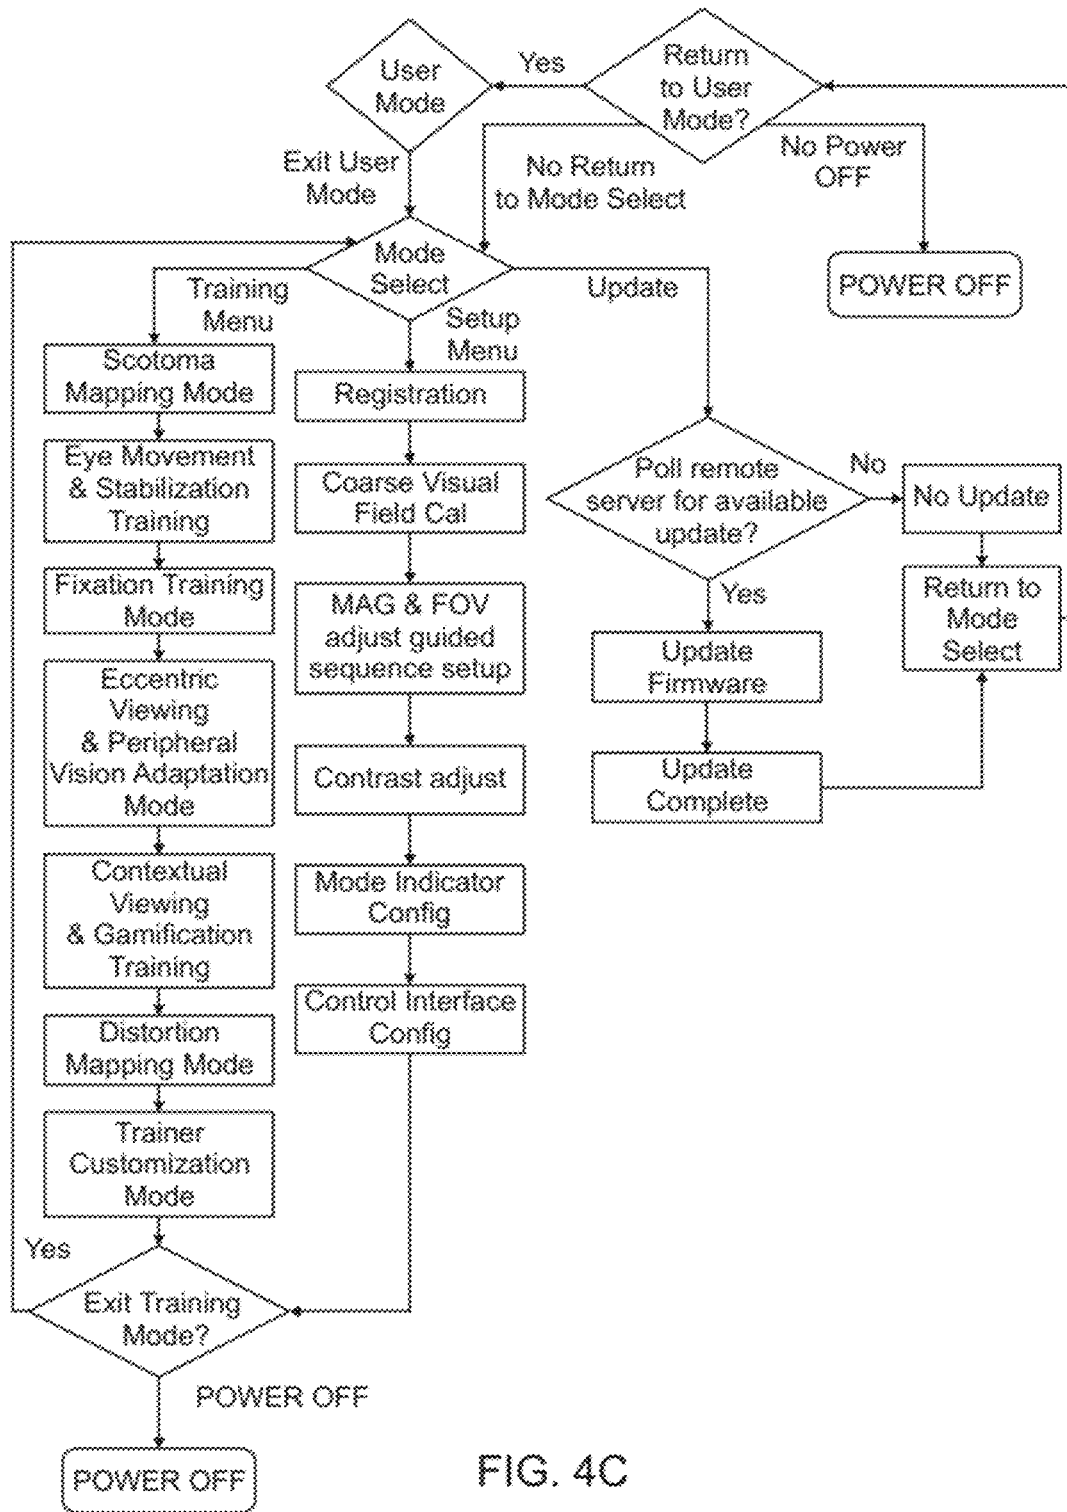 User
Mode
Yes
Return
to User
Mode?
Exit User
Mode
No Return
to Mode Select
No Power
OFF
POWER OFF
Mode
Select
Training
Menu
Setup
Menu
Update
Scotoma
Mapping Mode
Eye Movement
& Stabilization
Training
Fixation Training
Mode
Eccentric
Viewing
& Peripheral
Vision Adaptation
Mode
Contextual
Viewing
& Gamification
Training
Distortion
Mapping Mode
Trainer
Customization
Mode
Registration
Coarse Visual
Field Cal
MAG & FOV
adjust guided
sequence setup
Contrast adjust
Mode Indicator
Config
Control Interface
Config
Poll remote
server for available
update?
No
No Update
Return to
Mode
Select
Yes
Update
Firmware
Update
Complete
Yes
Exit Training
Mode?
POWER OFF
POWER OFF
FIG. 4C